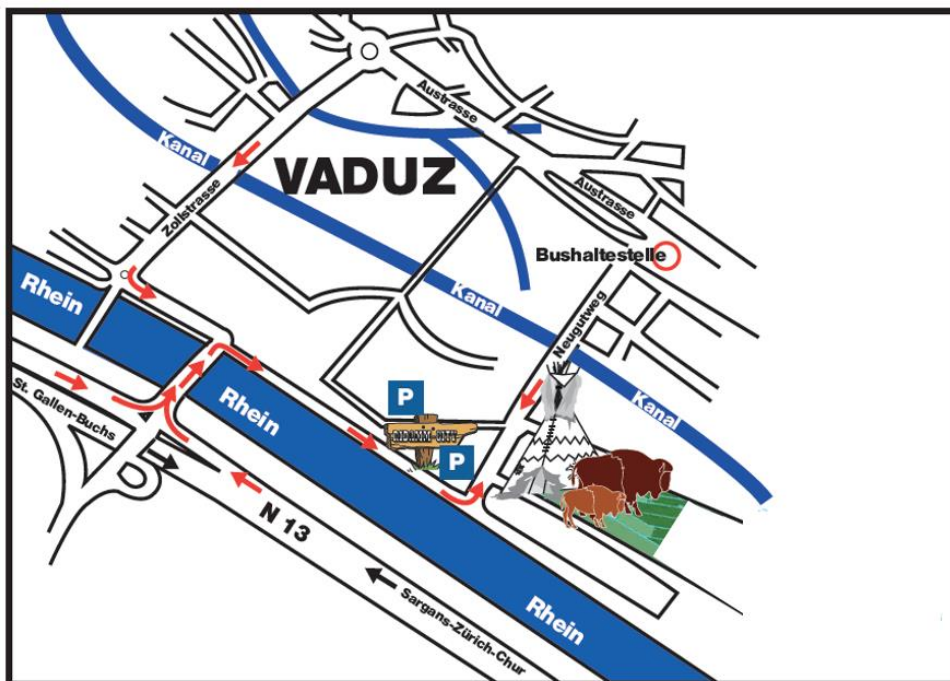 Austrasse
Kanal
VADUZ
Zollstrasse
Austrasse
Bushaltestelle
Rhein
Kanal
Neugutweg
St. Gallen-Buchs
Rhein
P
Kanal
P
N 13
Sargans-Zürich-Chur
Rhein